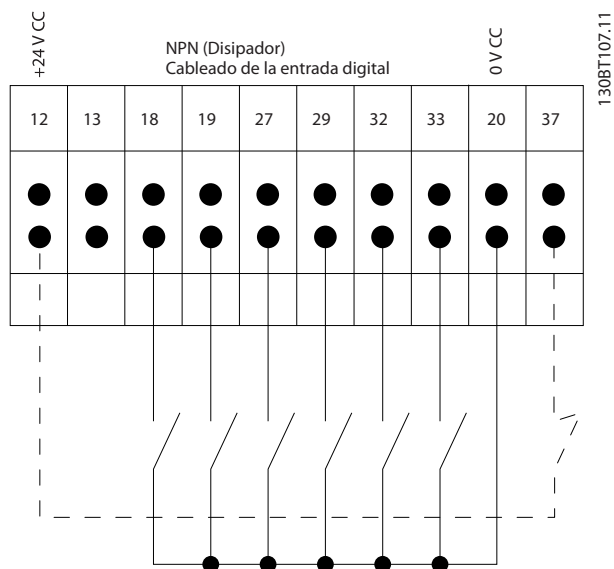 +24 V CC
NPN (Disipador)
Cableado de la entrada digital
0 V CC
130BT107.11
12 13 18 19 27 29 32 33 20 37